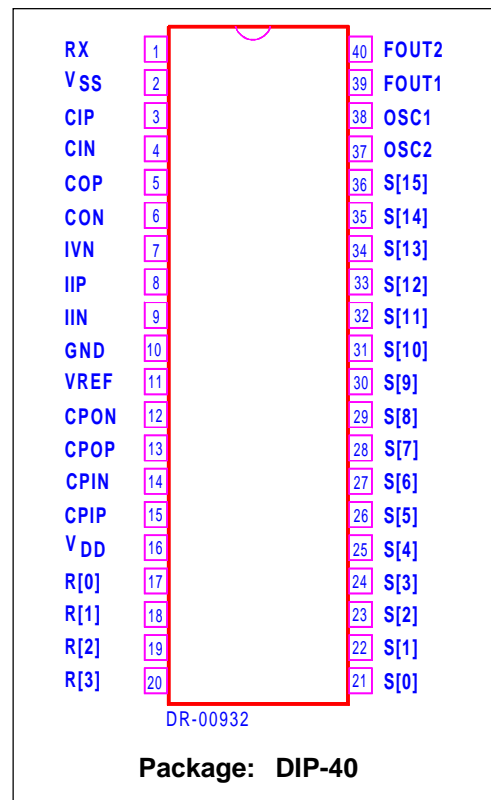 RX 1 40 FOUT2
VSS 2 39 FOUT1
CIP 3 38 OSC1
CIN 4 37 OSC2
COP 5 36 S[15]
CON 6 35 S[14]
IVN 7 34 S[13]
IIP 8 33 S[12]
IIN 9 32 S[11]
GND 10 31 S[10]
VREF 11 30 S[9]
CPON 12 29 S[8]
CPOP 13 28 S[7]
CPIN 14 27 S[6]
CPIP 15 26 S[5]
VDD 16 25 S[4]
R[0] 17 24 S[3]
R[1] 18 23 S[2]
R[2] 19 22 S[1]
R[3] 20 21 S[0]
DR-00932
Package: DIP-40